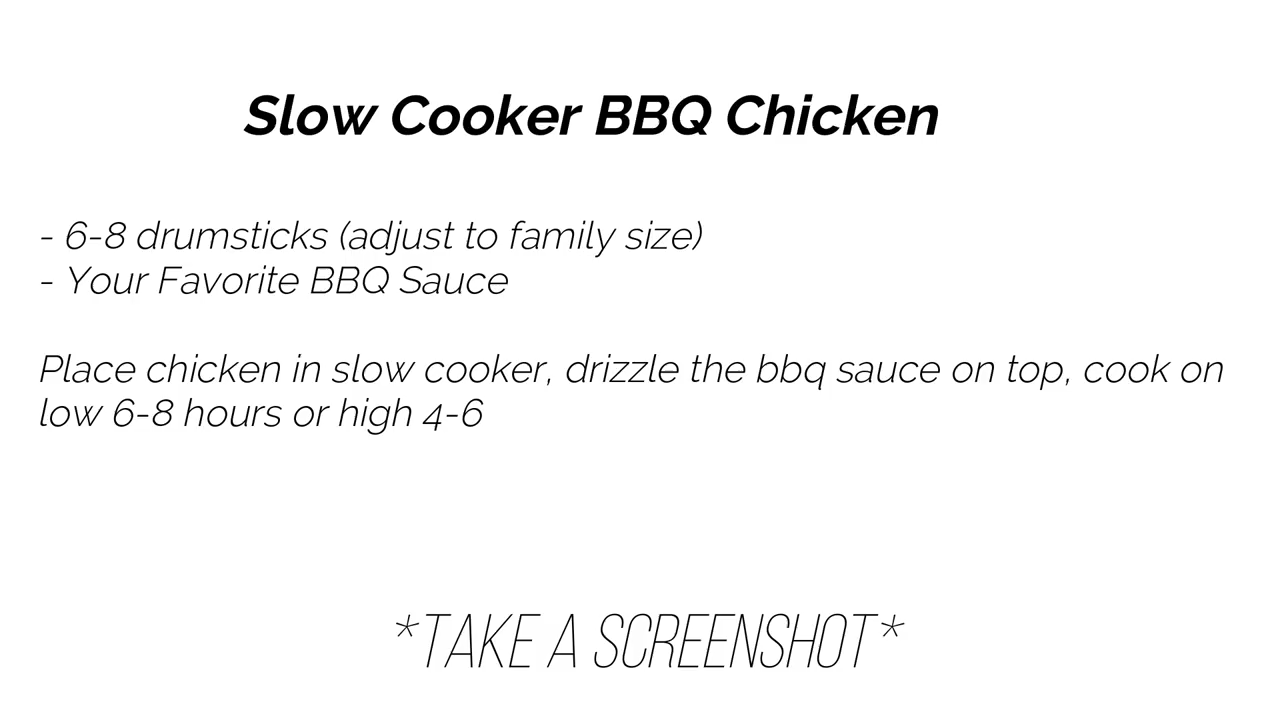 Slow Cooker BBQ Chicken
- 6-8 drumsticks (adjust to family size)
- Your Favorite BBQ Sauce
Place chicken in slow cooker, drizzle the bbq sauce on top, cook on
low 6-8 hours or high 4-6
*TAKE A SCREENSHOT*